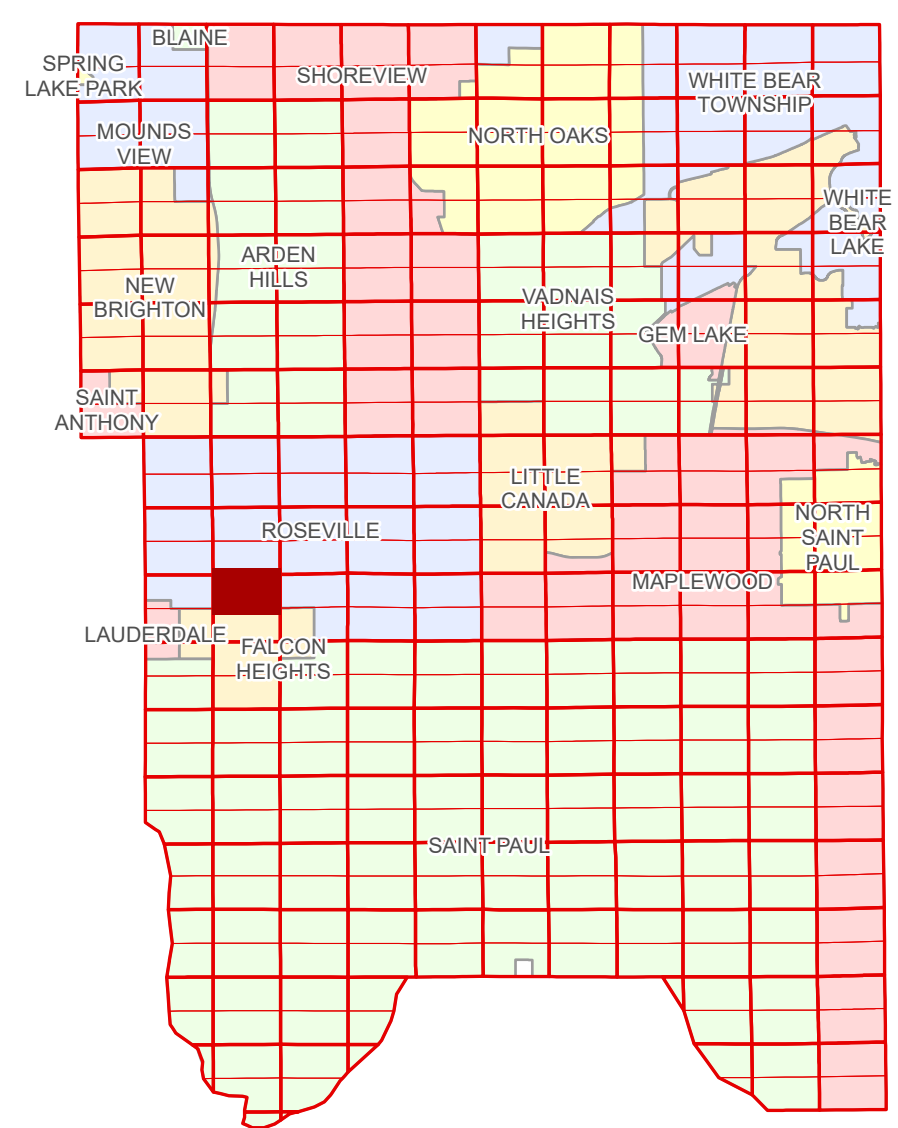 BLAINE
SPRING
LAKE PARK
SHOREVIEW
WHITE BEAR
TOWNSHIP
MOUNDS
VIEW
NORTH OAKS
WHITE
BEAR
LAKE
ARDEN
HILLS
NEW
BRIGHTON
VADNAIS
HEIGHTS
GEM LAKE
SAINT
ANTHONY
LITTLE
CANADA
NORTH
SAINT
PAUL
ROSEVILLE
MAPLEWOOD
LAUDERDALE
FALCON
HEIGHTS
SAINT PAUL